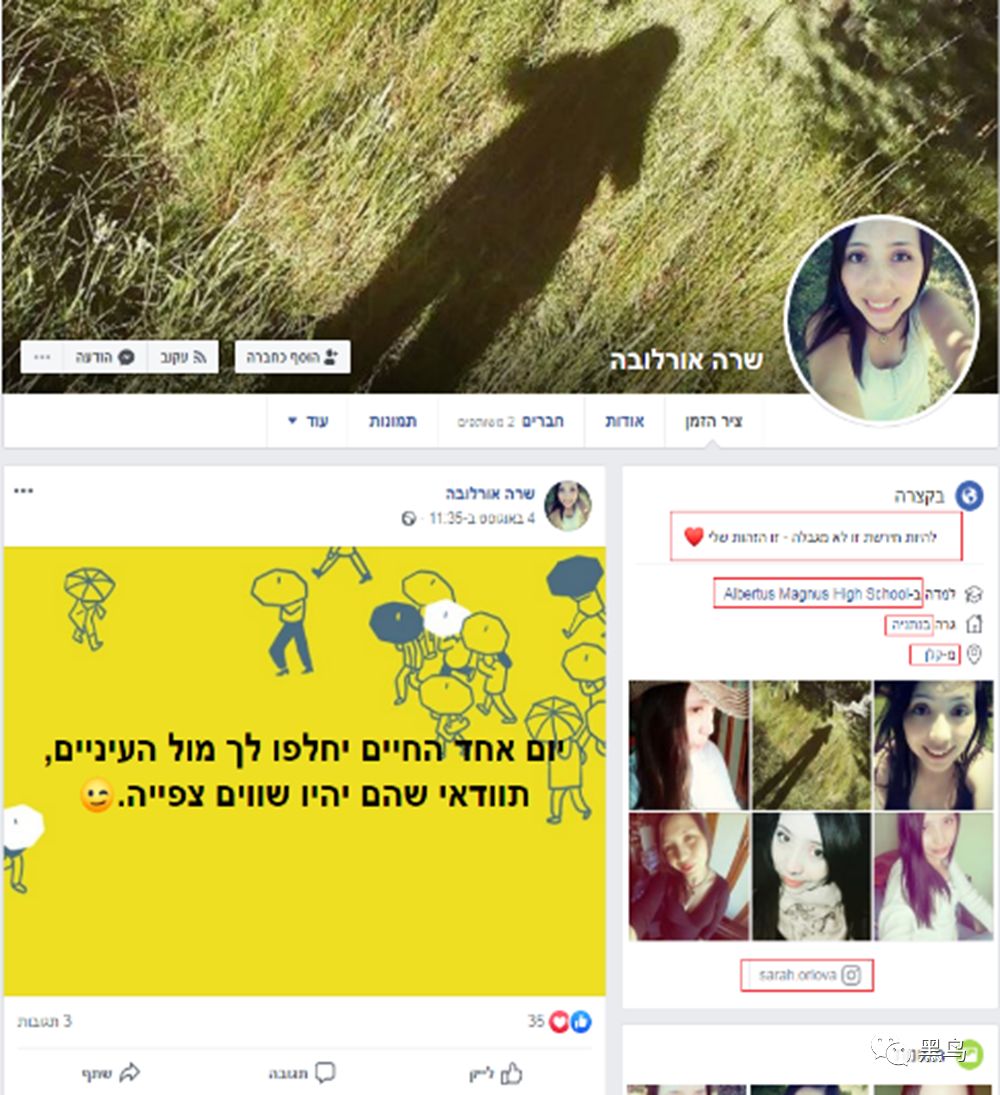 שרה אורלובה
הוסף כחברה
עקוב
הודעה
ציר הזמן
אודות
חברים 2 משותפים
תמונות
עוד
שרה אורלובה
4 באוגוסט ב-11:35
יום אחד החיים יחלפו לך מול העיניים,
תוודאי שהם יהיו שווים צפייה.😉
35
3 תגובות
לייק
תגובה
שתף
בקצרה
להיות חירשת זו לא מגבלה - זו הזהות שלי ❤
למדה ב-Albertus Magnus High School
גרה בנתניה
מ-קלן
sarah.orlova
黑鸟